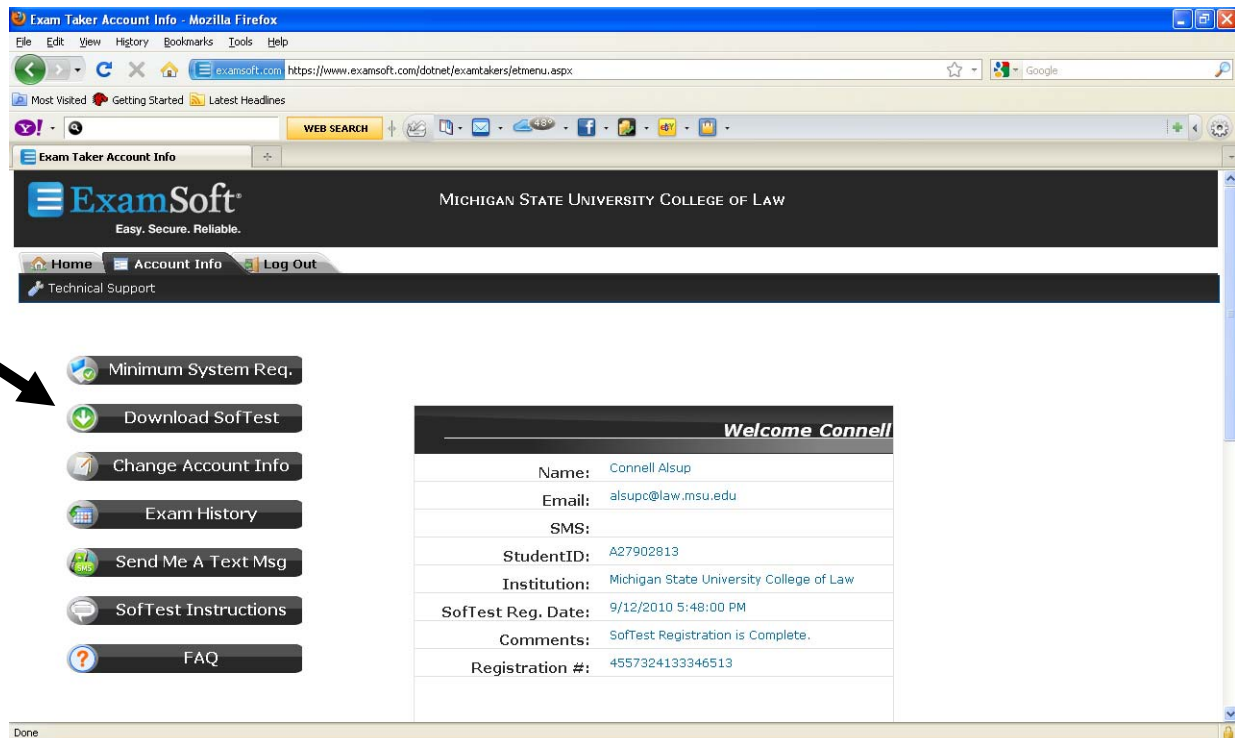 Exam Taker Account Info - Mozilla Firefox
File Edit View History Bookmarks Tools Help
examsoft.com https://www.examsoft.com/dotnet/examtakers/etmenu.aspx Google
Most Visited Getting Started Latest Headlines
Y! WEB SEARCH 48° f eBY
Exam Taker Account Info
ExamSoft MICHIGAN STATE UNIVERSITY COLLEGE OF LAW
Easy. Secure. Reliable.
Home Account Info Log Out
Technical Support
Minimum System Req.
Download SofTest
Change Account Info
Exam History
SMS Send Me A Text Msg
SofTest Instructions
? FAQ
Welcome Connell
Name: Connell Alsup
Email: alsupc@law.msu.edu
SMS:
StudentID: A27902813
Institution: Michigan State University College of Law
SofTest Reg. Date: 9/12/2010 5:48:00 PM
Comments: SofTest Registration is Complete.
Registration #: 4557324133346513
Done